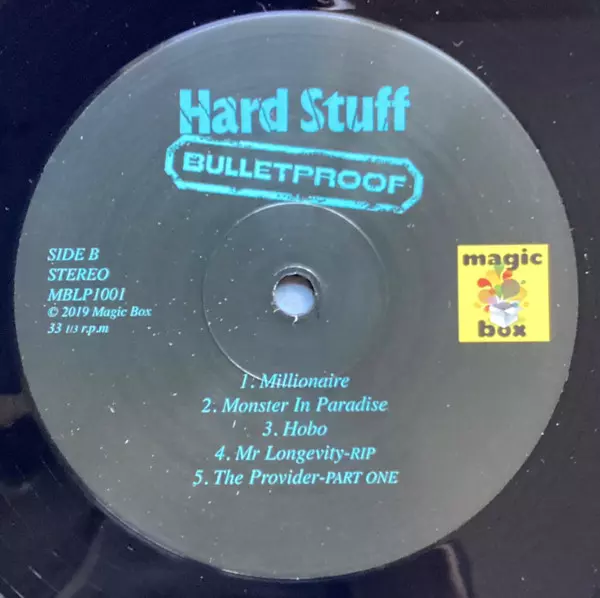 Hard Stuff
BULLETPROOF
SIDE B
STEREO
MBLP1001
© 2019 Magic Box
33 1/3 r.p.m
magic
box
1. Millionaire
2. Monster In Paradise
3. Hobo
4. Mr Longevity-RIP
5. The Provider-PART ONE